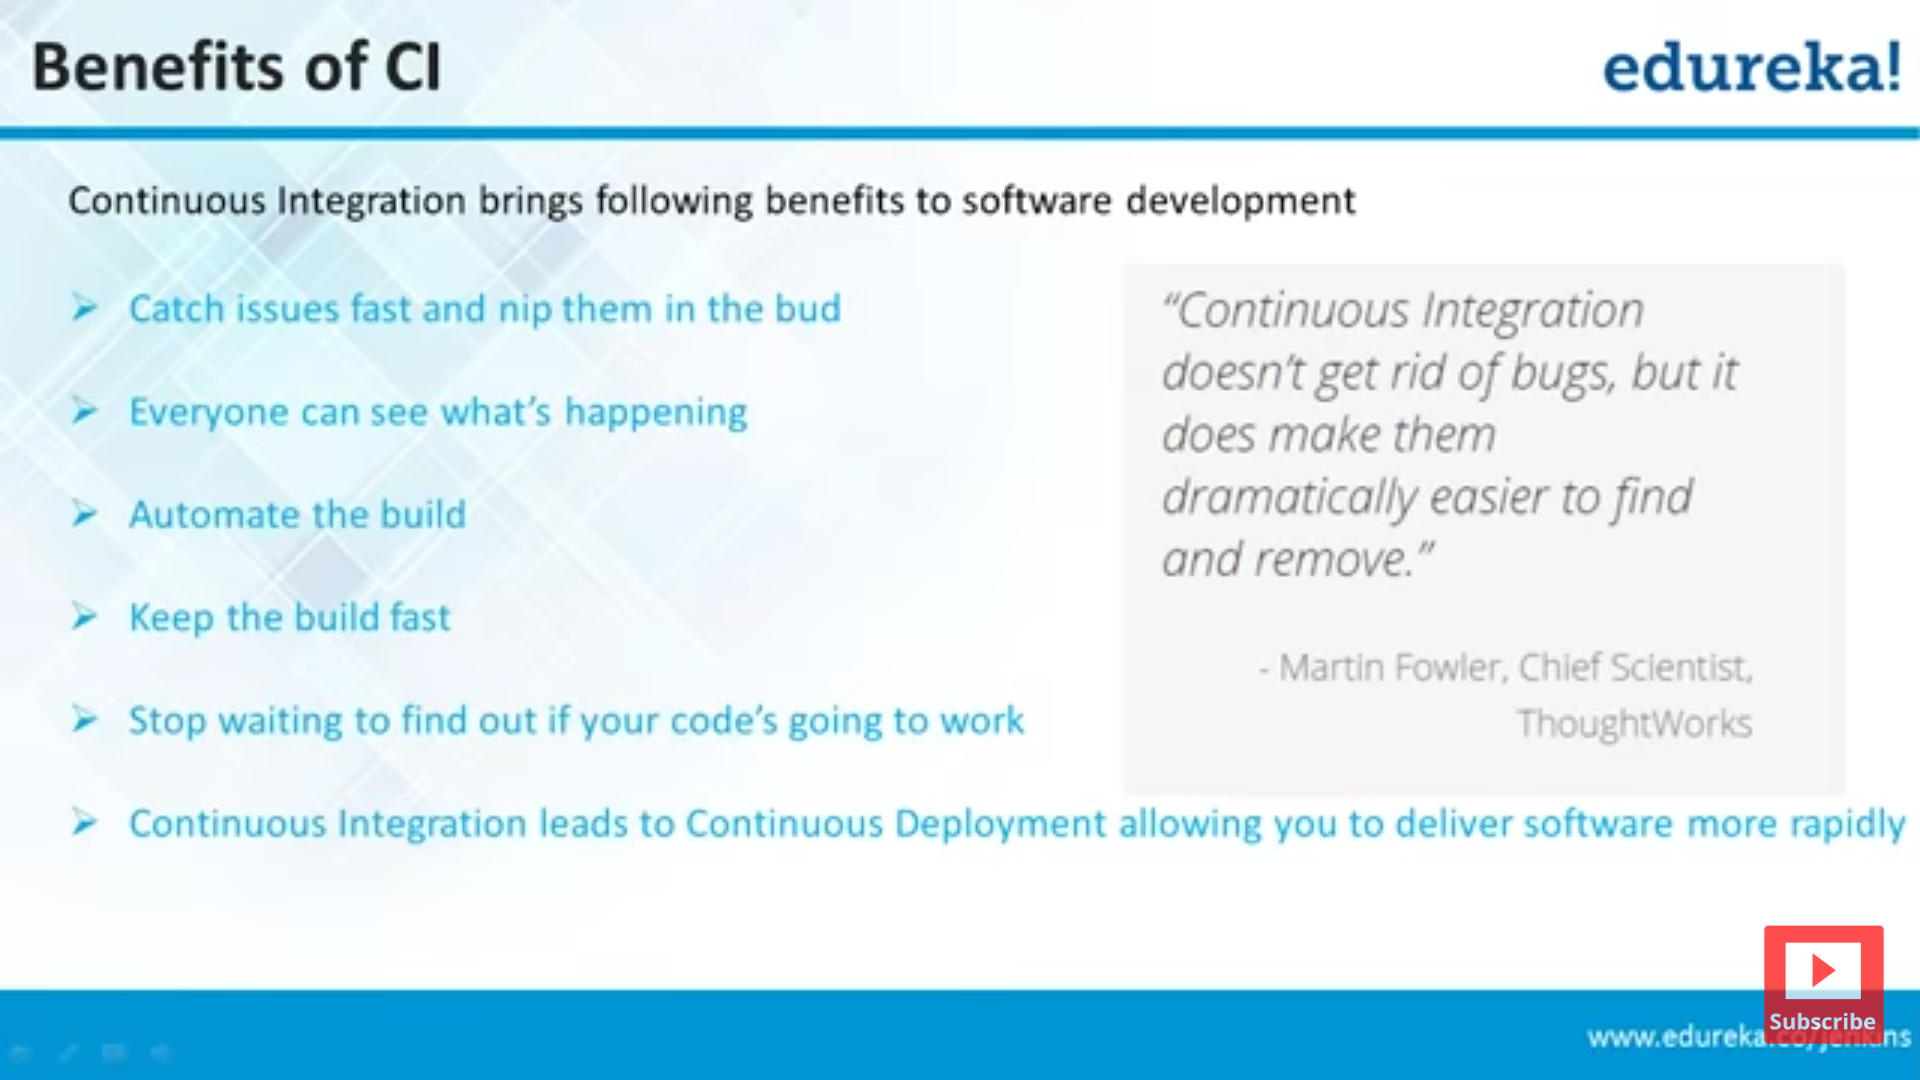 Benefits of CI
edureka!
Continuous Integration brings following benefits to software development
Catch issues fast and nip them in the bud
Everyone can see what's happening
Automate the build
Keep the build fast
Stop waiting to find out if your code's going to work
Continuous Integration leads to Continuous Deployment allowing you to deliver software more rapidly
“Continuous Integration
doesn't get rid of bugs, but it
does make them
dramatically easier to find
and remove.”
- Martin Fowler, Chief Scientist,
ThoughtWorks
Subscribe
www.edureka.co/jenkins